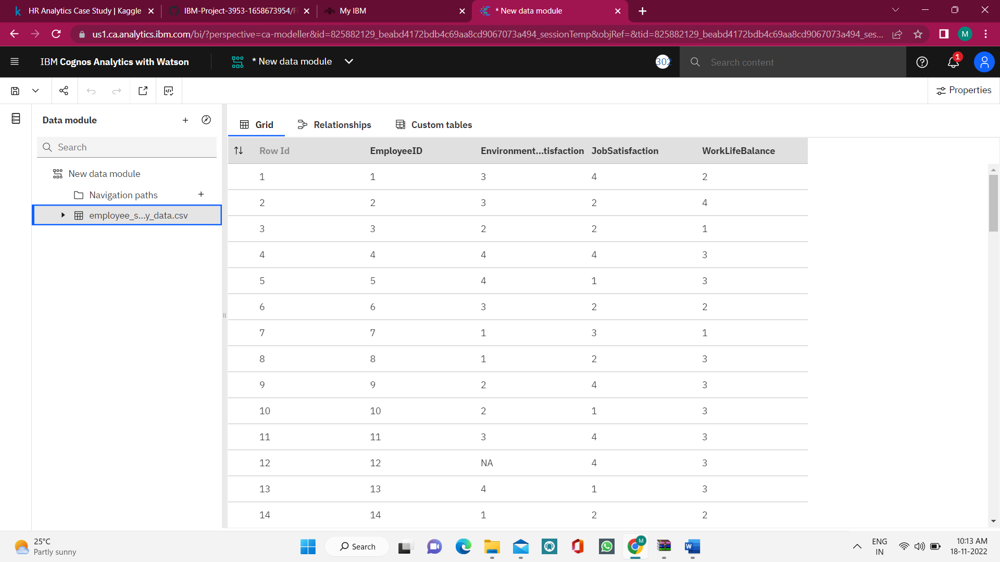 HR Analytics Case Study | Kaggle
IBM-Project-3953-1658673954/F
My IBM
* New data module
us1.ca.analytics.ibm.com/bi/?perspective=ca-modeller&id=825882129_beabd4172bdb4c69aa8cd9067073a494_sessionTemp&objRef=&tid=825882129_beabd4172bdb4c69aa8cd9067073a494_ses...
M
IBM Cognos Analytics with Watson
* New data module
302
Search content
1
Properties
Data module
Search
New data module
Navigation paths
employee_s...y_data.csv
Grid Relationships Custom tables
Row Id EmployeeID Environment...tisfaction JobSatisfaction WorkLifeBalance
1 1 3 4 2
2 2 3 2 4
3 3 2 2 1
4 4 4 4 3
5 5 4 1 3
6 6 3 2 2
7 7 1 3 1
8 8 1 2 3
9 9 2 4 3
10 10 2 1 3
11 11 3 4 3
12 12 NA 4 3
13 13 4 1 3
14 14 1 2 2
25°C
Partly sunny
Search
M
W
ENG
IN
10:13 AM
18-11-2022